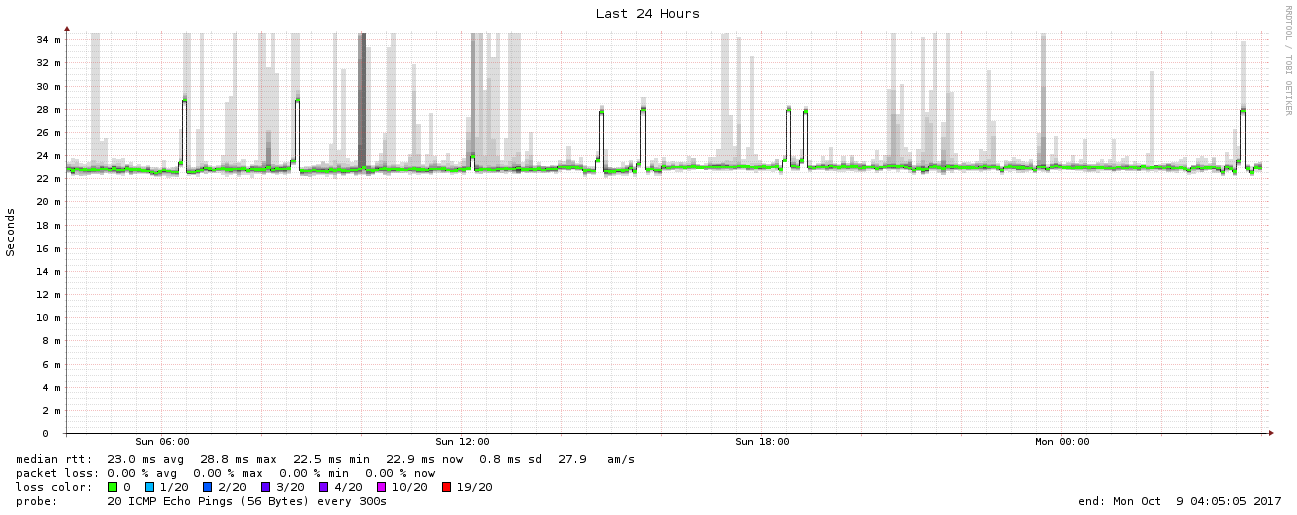 Last 24 Hours
RRDTOOL / TOBI OETIKER
Seconds
34 m
32 m
30 m
28 m
26 m
24 m
22 m
20 m
18 m
16 m
14 m
12 m
10 m
8 m
6 m
4 m
2 m
0
Sun 06:00 Sun 12:00 Sun 18:00 Mon 00:00
median rtt: 23.0 ms avg 28.8 ms max 22.5 ms min 22.9 ms now 0.8 ms sd 27.9 am/s
packet loss: 0.00 % avg 0.00 % max 0.00 % min 0.00 % now
loss color: 0 1/20 2/20 3/20 4/20 10/20 19/20
probe: 20 ICMP Echo Pings (56 Bytes) every 300s end: Mon Oct 9 04:05:05 2017